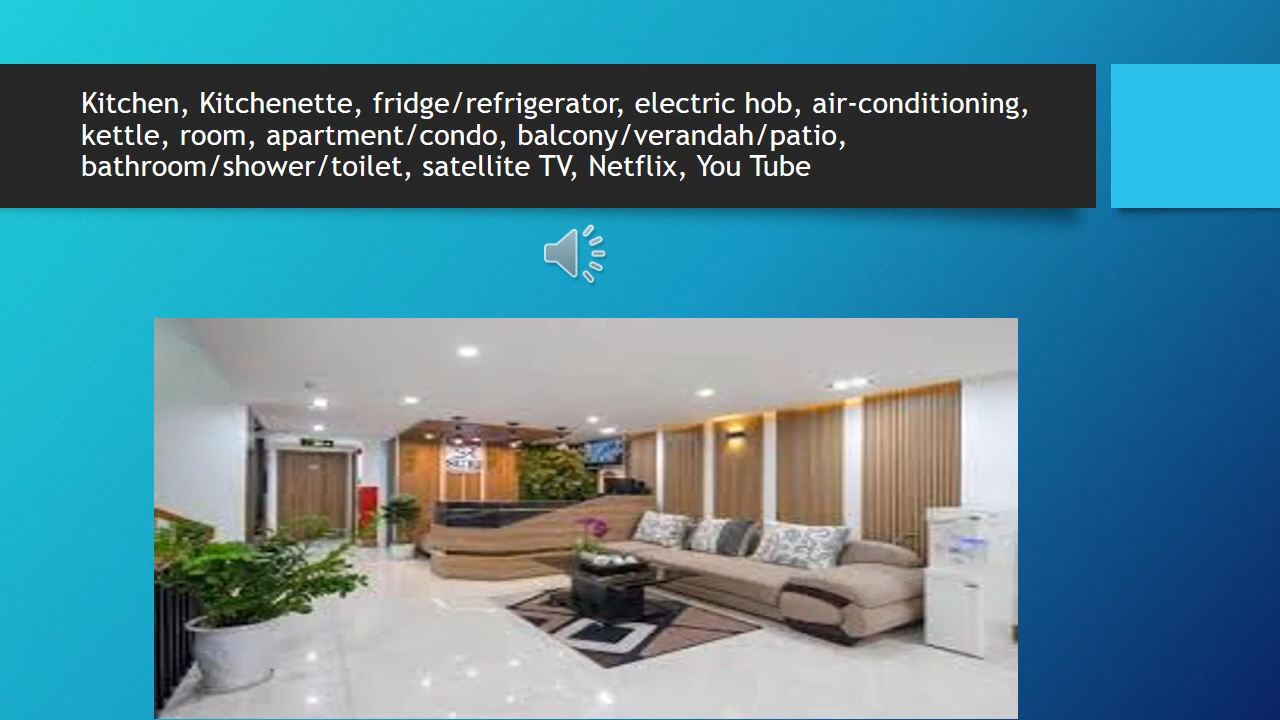 Kitchen, Kitchenette, fridge/refrigerator, electric hob, air-conditioning,
kettle, room, apartment/condo, balcony/verandah/patio,
bathroom/shower/toilet, satellite TV, Netflix, You Tube